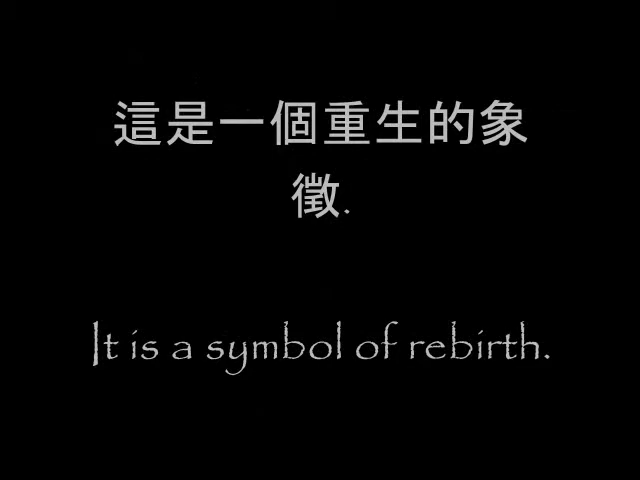 這是一個重生的象
徵.
It is a symbol of rebirth.